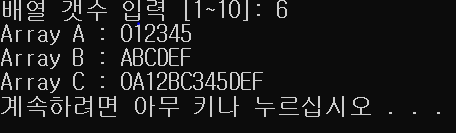 배열 갯수 입력 [1~10]: 6
Array A : 012345
Array B : ABCDEF
Array C : 0A12BC345DEF
계속하려면 아무 키나 누르십시오 . . .